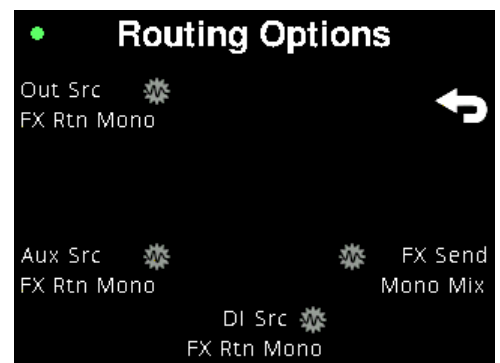 Routing Options
Out Src
FX Rtn Mono
Aux Src
FX Rtn Mono
FX Send
Mono Mix
DI Src
FX Rtn Mono